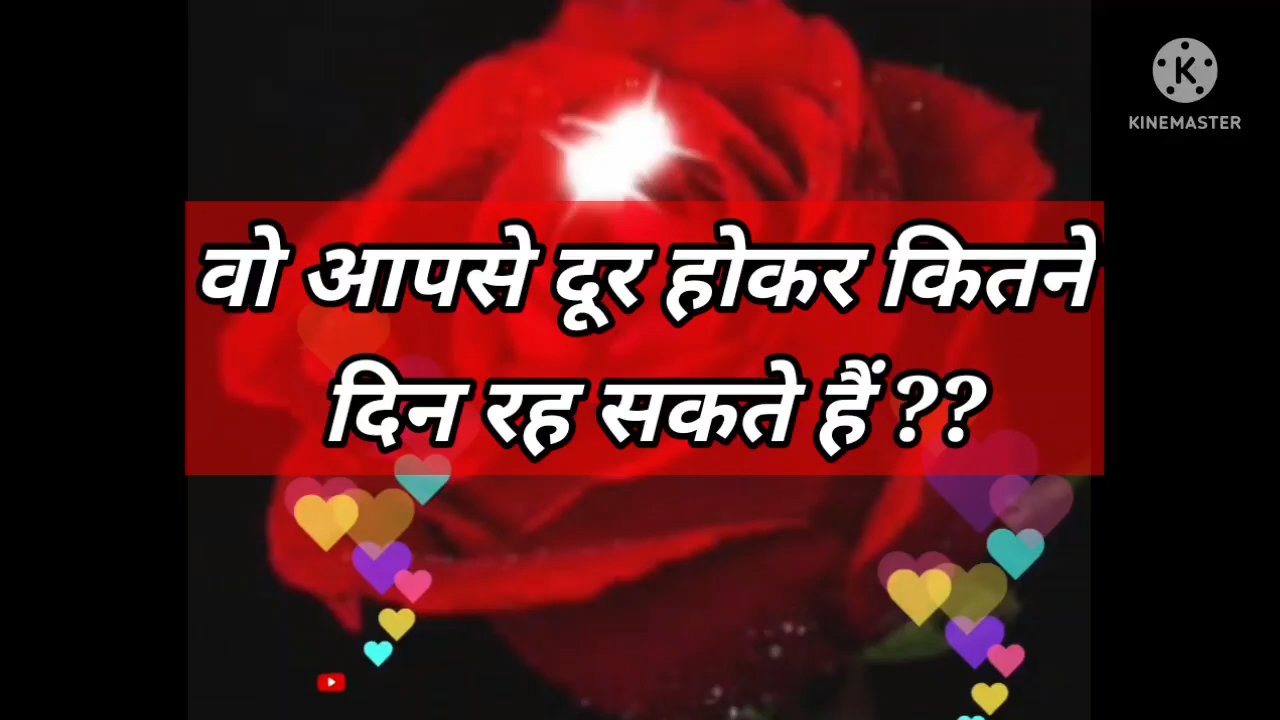 KINEMASTER
वो आपसे दूर होकर कितने
दिन रह सकते हैं ??